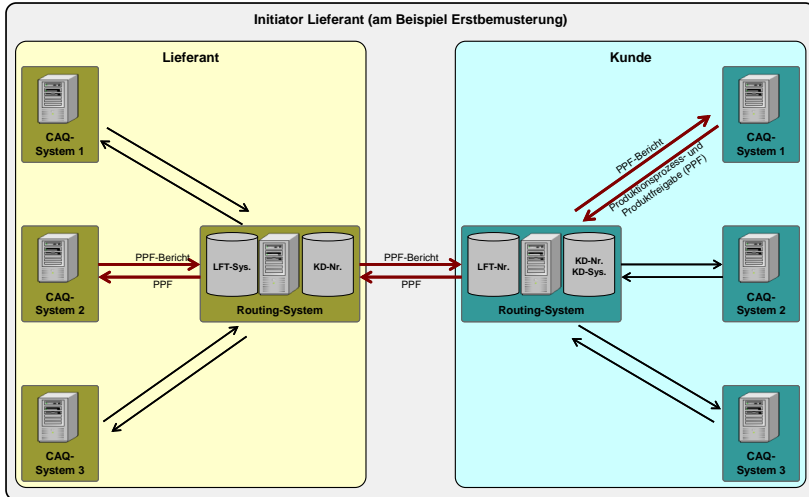 Initiator Lieferant (am Beispiel Erstbemusterung)
Lieferant
CAQ-
System 1
CAQ-
System 2
CAQ-
System 3
PPF-Bericht
PPF
LFT-Sys.
KD-Nr.
Routing-System
PPF-Bericht
PPF
Kunde
LFT-Nr.
KD-Nr.
KD-Sys.
Routing-System
PPF-Bericht
Produktionsprozess- und
Produktfreigabe (PPF)
CAQ-
System 1
CAQ-
System 2
CAQ-
System 3